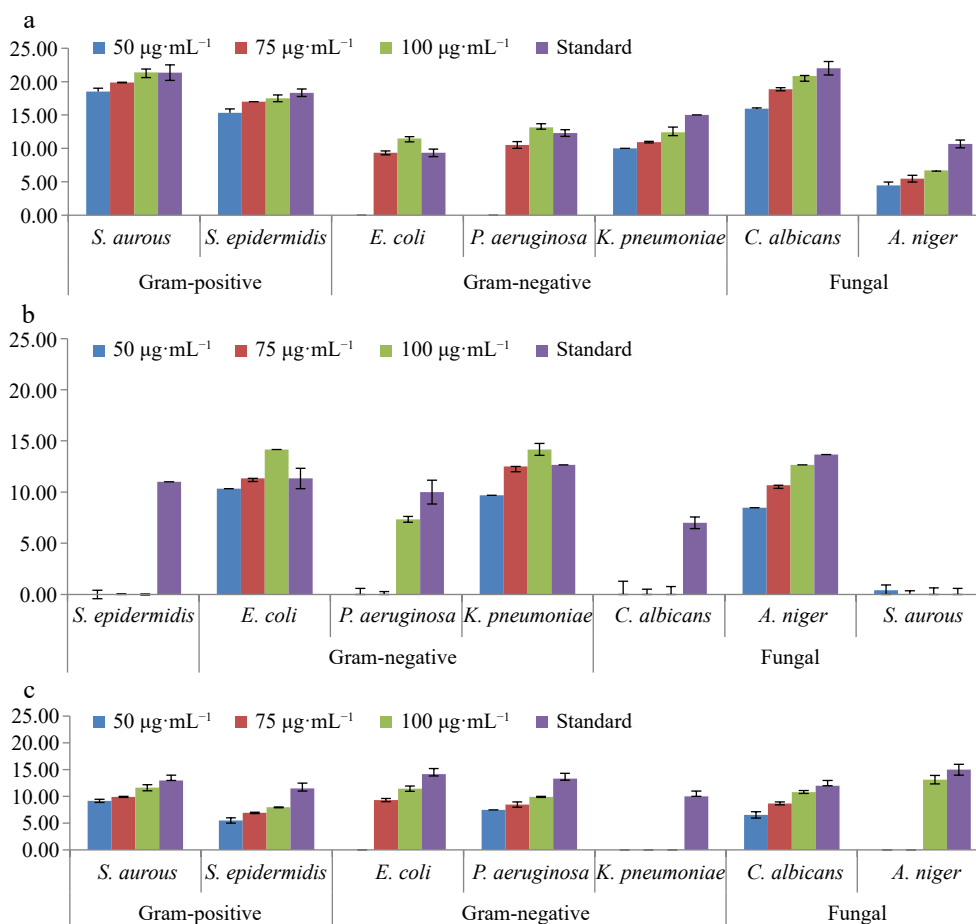 a
50 μg·mL⁻¹ 75 μg·mL⁻¹ 100 μg·mL⁻¹ Standard
25.00
20.00
15.00
10.00
5.00
0.00
S. aurous S. epidermidis E. coli P. aeruginosa K. pneumoniae C. albicans A. niger
Gram-positive Gram-negative Fungal
b
50 μg·mL⁻¹ 75 μg·mL⁻¹ 100 μg·mL⁻¹ Standard
25.00
20.00
15.00
10.00
5.00
0.00
S. epidermidis E. coli P. aeruginosa K. pneumoniae C. albicans A. niger S. aurous
Gram-negative Fungal
c
50 μg·mL⁻¹ 75 μg·mL⁻¹ 100 μg·mL⁻¹ Standard
25.00
20.00
15.00
10.00
5.00
0.00
S. aurous S. epidermidis E. coli P. aeruginosa K. pneumoniae C. albicans A. niger
Gram-positive Gram-negative Fungal